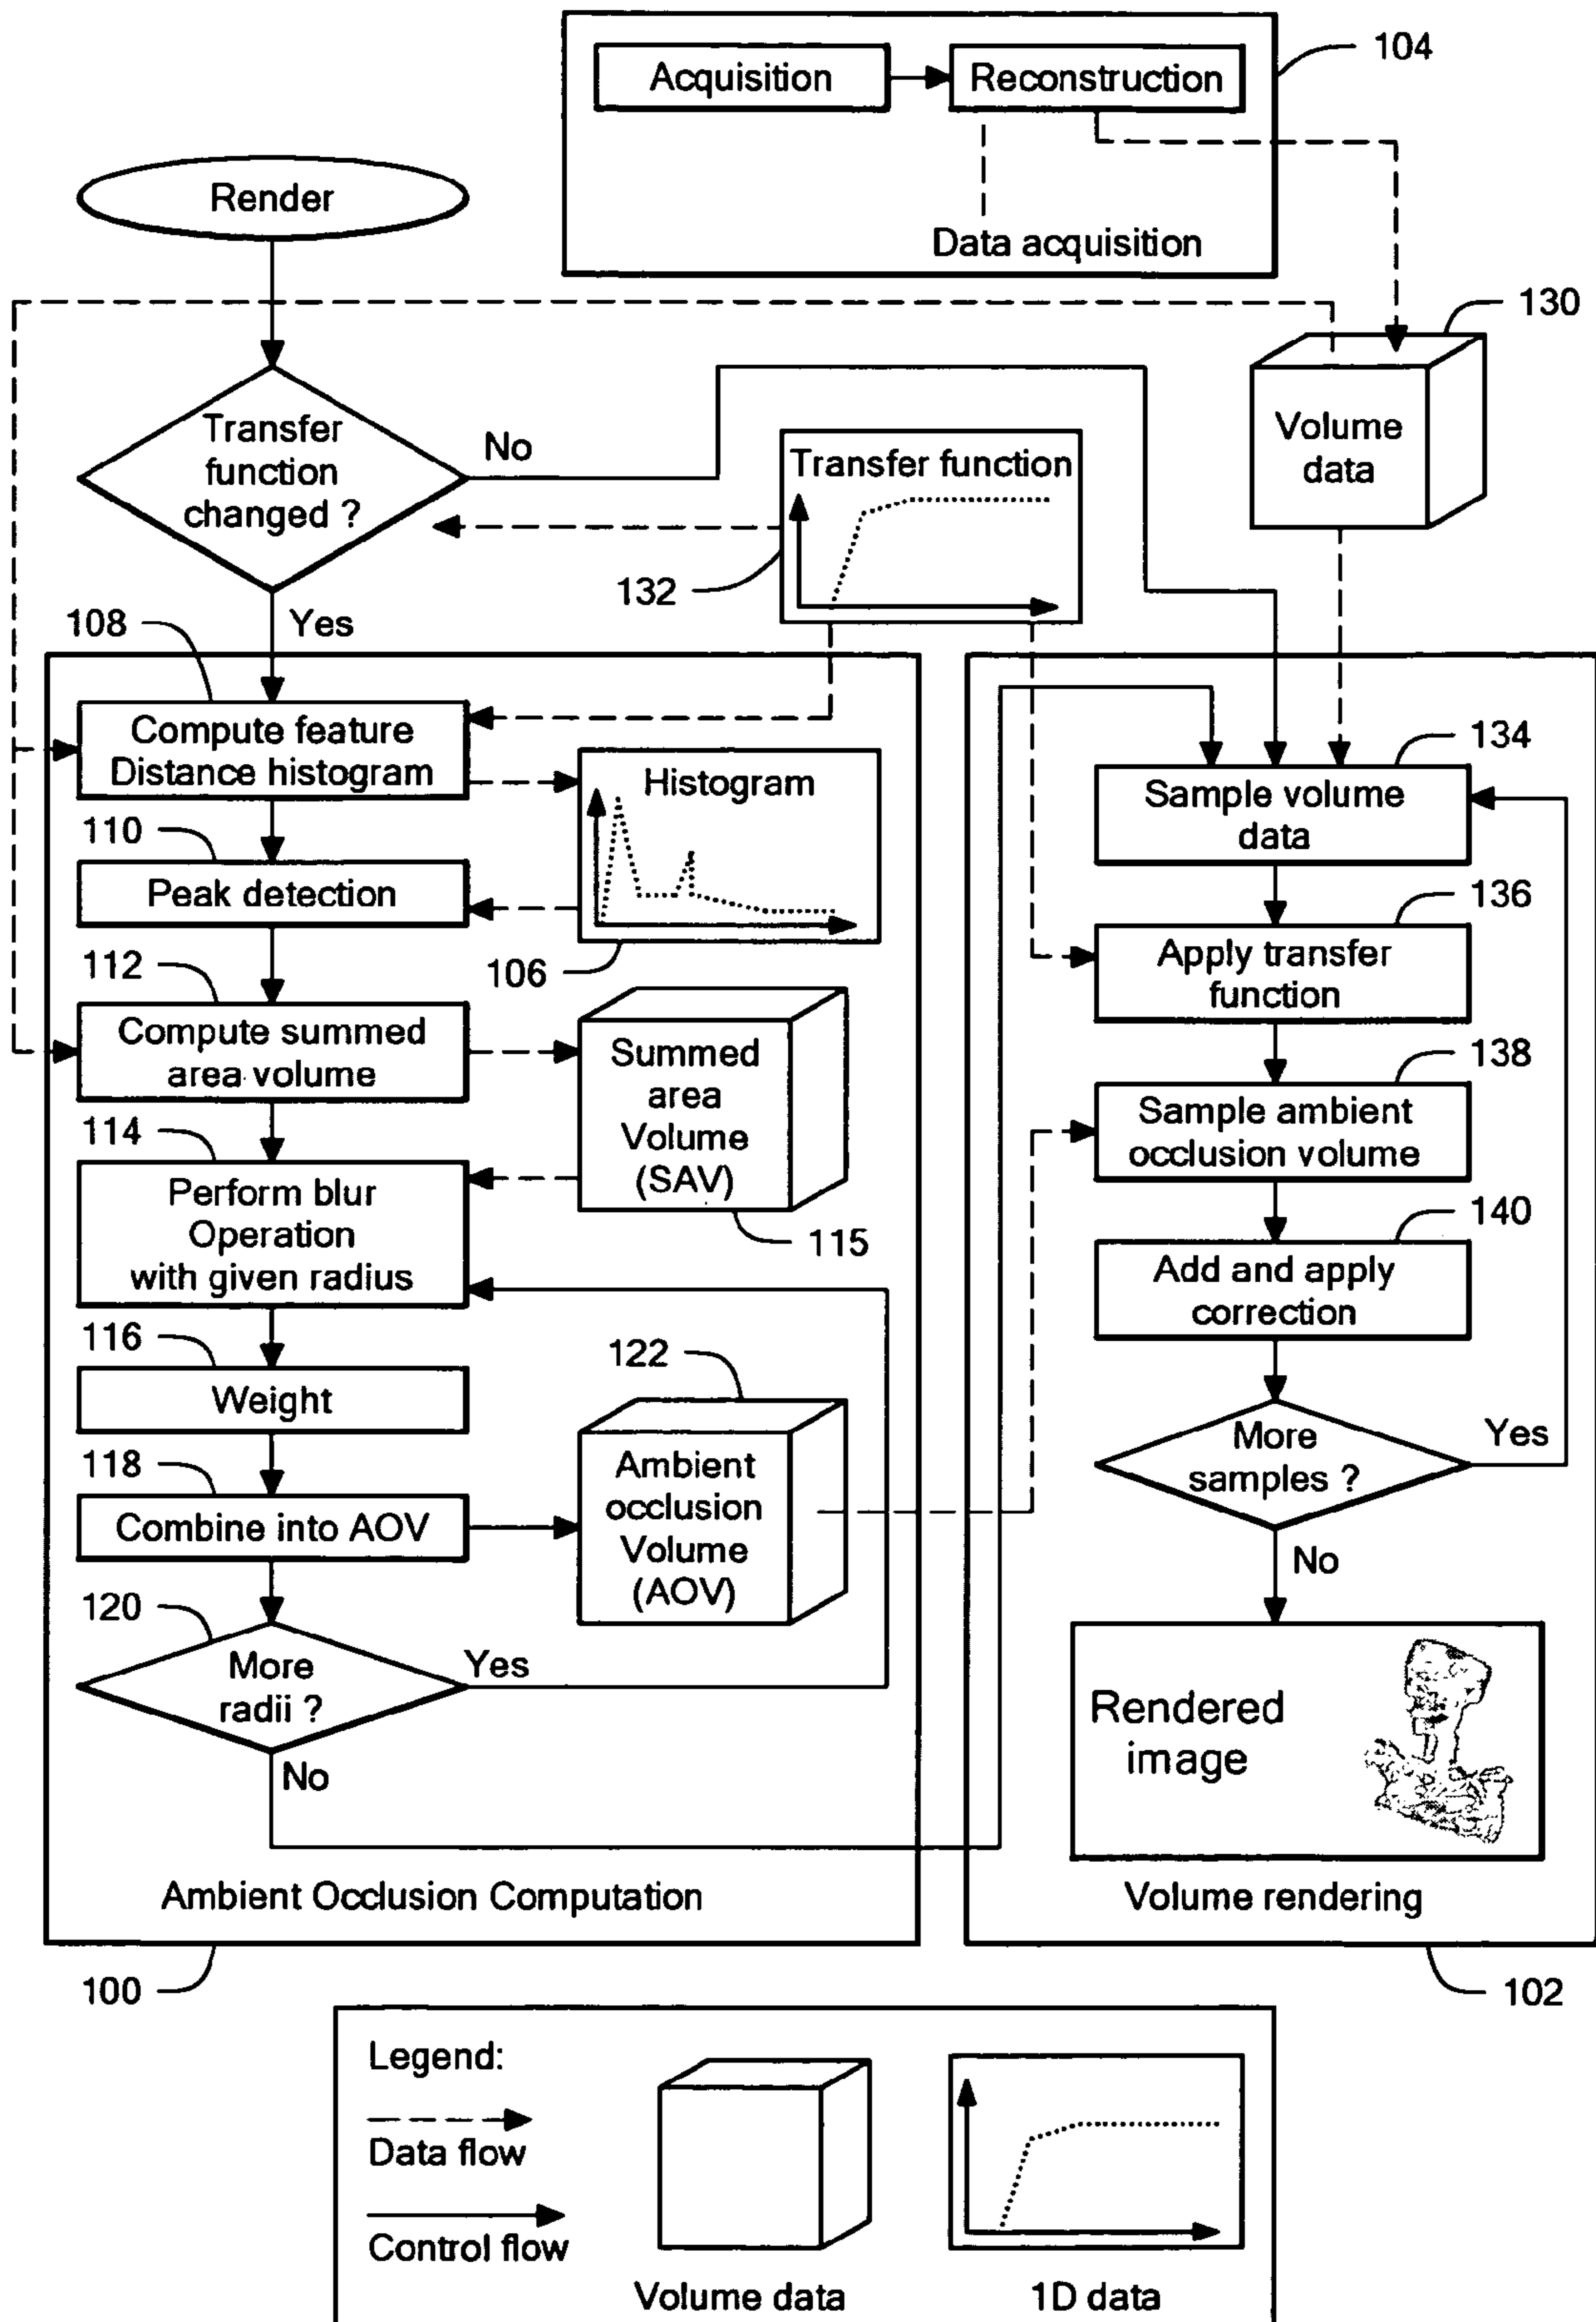 Acquisition
Reconstruction
104
Data acquisition
Render
130
Volume
data
Transfer
function
changed ?
No
Yes
Transfer function
132
108
Compute feature
Distance histogram
Histogram
106
110
Peak detection
112
Compute summed
area volume
Summed
area
Volume
(SAV)
115
114
Perform blur
Operation
with given radius
116
Weight
118
Combine into AOV
122
Ambient
occlusion
Volume
(AOV)
120
More
radii ?
Yes
No
Ambient Occlusion Computation
100
134
Sample volume
data
136
Apply transfer
function
138
Sample ambient
occlusion volume
140
Add and apply
correction
More
samples ?
Yes
No
Rendered
image
Volume rendering
102
Legend:
Data flow
Control flow
Volume data
1D data